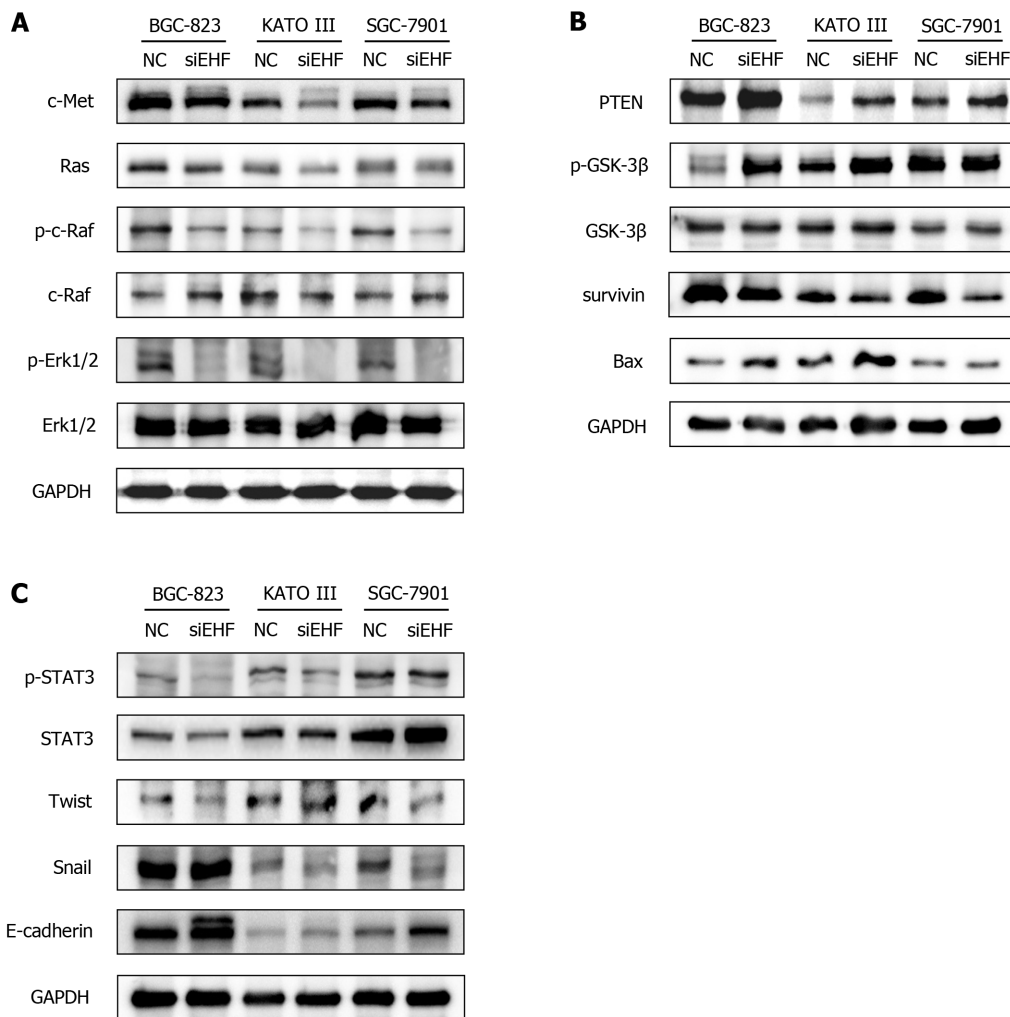 A
BGC-823 KATO III SGC-7901
NC siEHF NC siEHF NC siEHF
c-Met
Ras
p-c-Raf
c-Raf
p-Erk1/2
Erk1/2
GAPDH
B
BGC-823 KATO III SGC-7901
NC siEHF NC siEHF NC siEHF
PTEN
p-GSK-3β
GSK-3β
survivin
Bax
GAPDH
C
BGC-823 KATO III SGC-7901
NC siEHF NC siEHF NC siEHF
p-STAT3
STAT3
Twist
Snail
E-cadherin
GAPDH